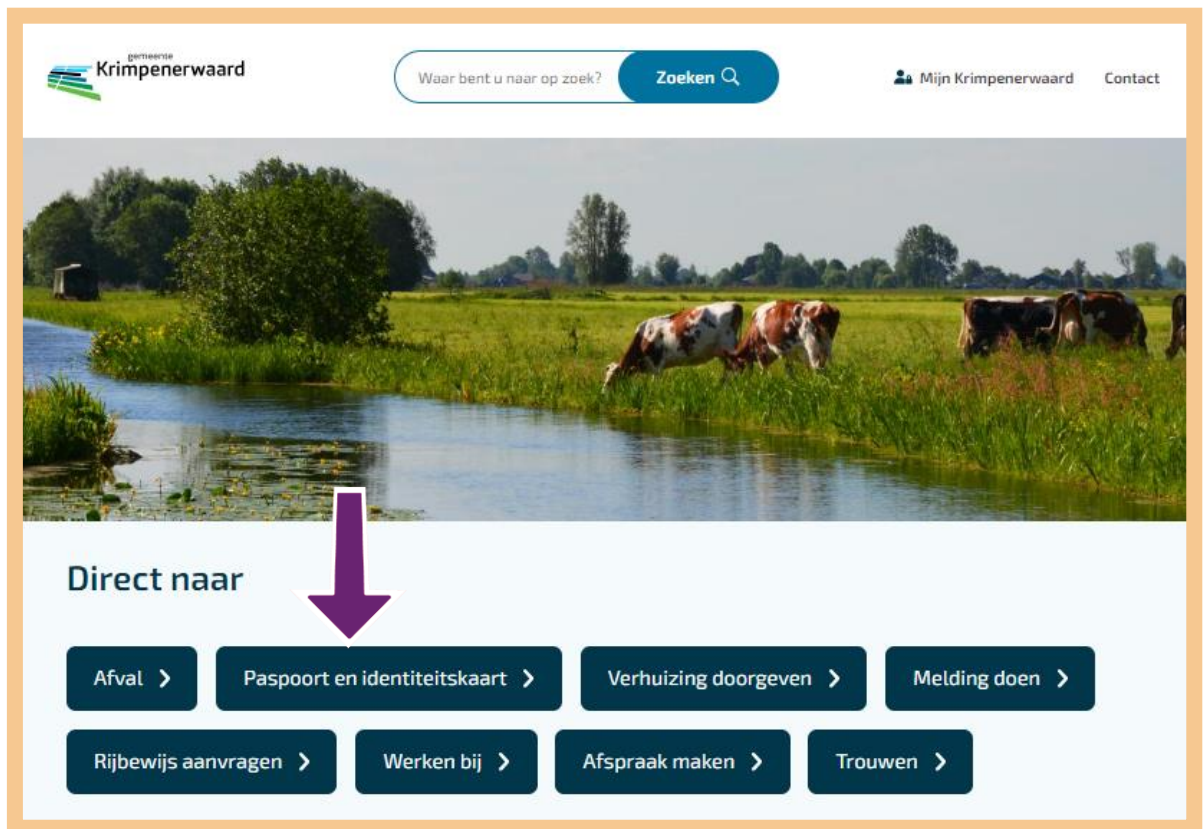 gemeente
Krimpenerwaard
Waar bent u naar op zoek?
Zoeken
Mijn Krimpenerwaard
Contact
Direct naar
Afval
Paspoort en identiteitskaart
Verhuizing doorgeven
Melding doen
Rijbewijs aanvragen
Werken bij
Afspraak maken
Trouwen